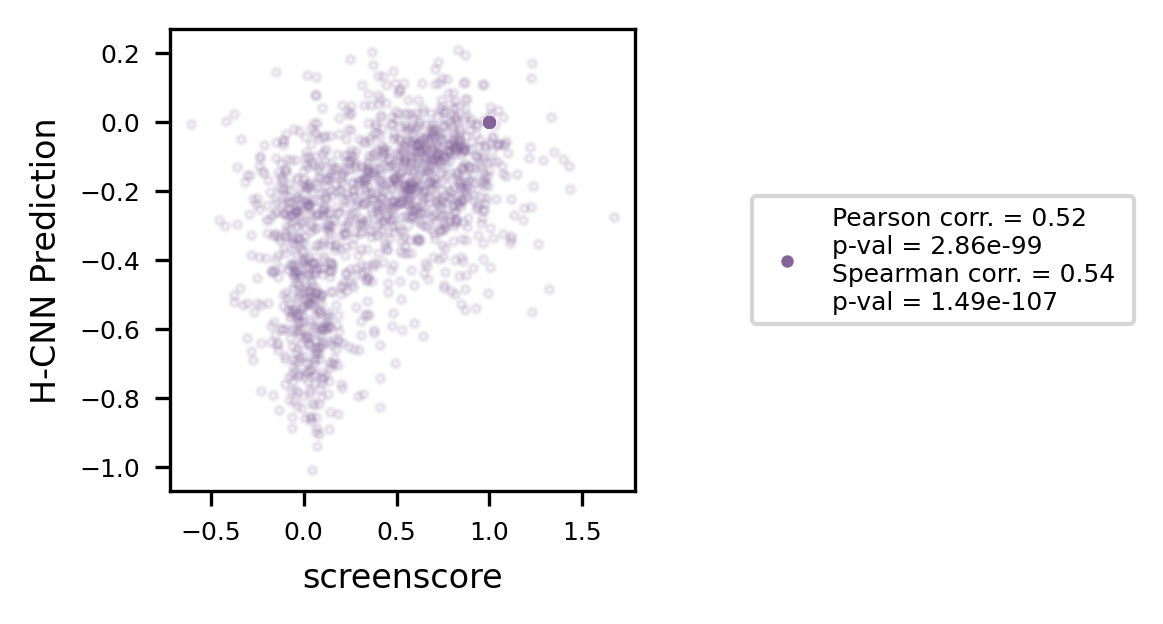 0.2
0.0
−0.2
−0.4
−0.6
−0.8
−1.0
H-CNN Prediction
−0.5
0.0
0.5
1.0
1.5
screenscore
Pearson corr. = 0.52
p-val = 2.86e-99
Spearman corr. = 0.54
p-val = 1.49e-107